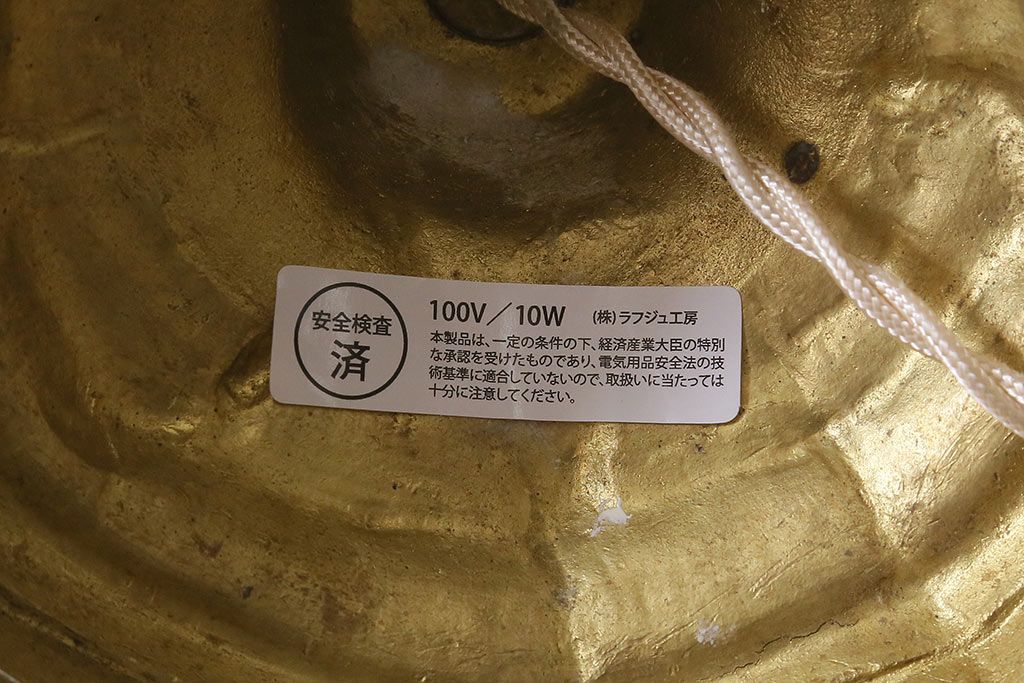 安全検査
済
100V／10W (株)ラフジュ工房
本製品は、一定の条件の下、経済産業大臣の特別
な承認を受けたものであり、電気用品安全法の技
術基準に適合していないので、取扱いに当たっては
十分に注意してください。